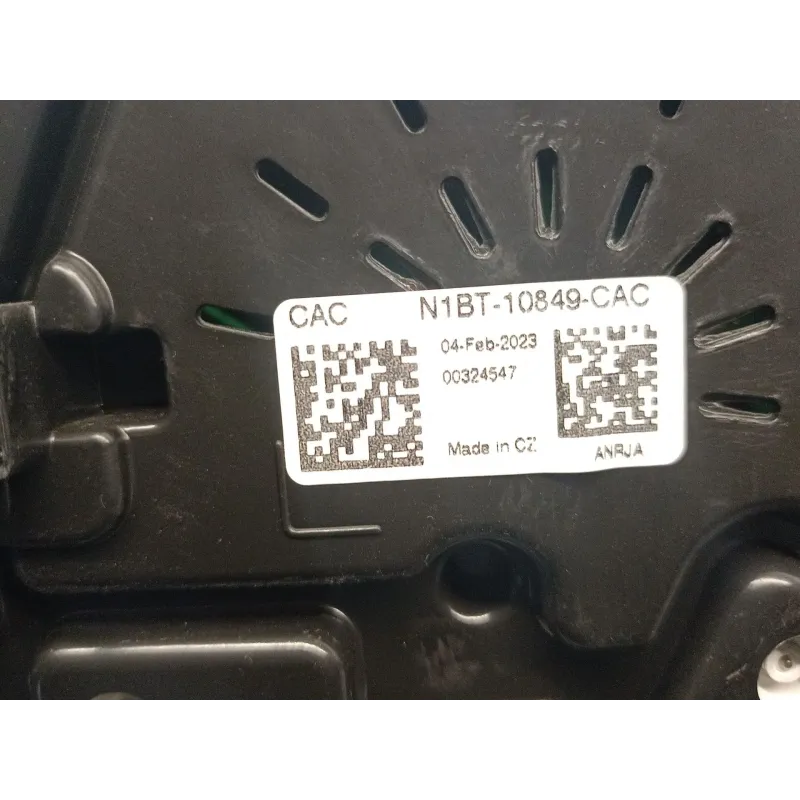 CAC N1BT-10849-CAC
04-Feb-2023
00324547
Made in CZ
ANRJA